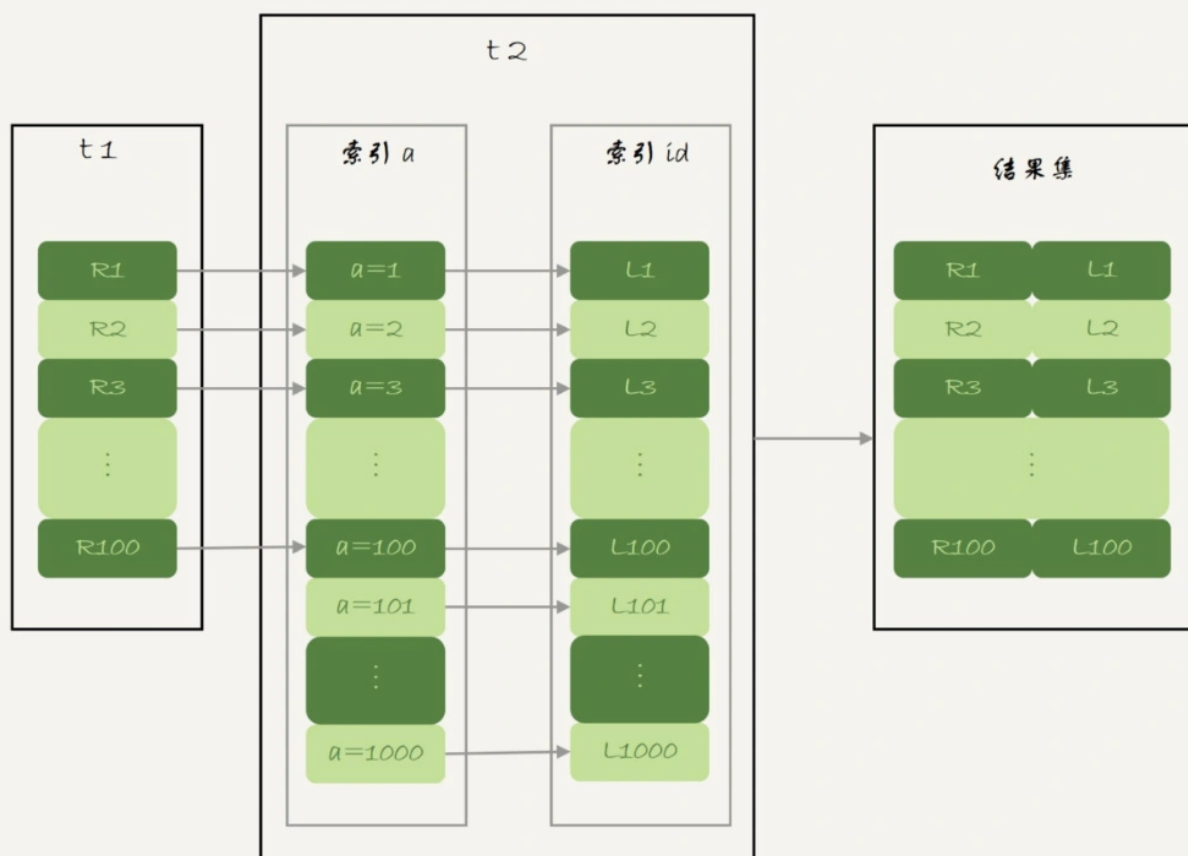 t2
t1
索引 a
索引 id
结果集
R1
a=1
L1
R1
L1
R2
a=2
L2
R2
L2
R3
a=3
L3
R3
L3
⋮
⋮
⋮
⋮
R100
a=100
L100
R100
L100
a=101
L101
⋮
⋮
a=1000
L1000